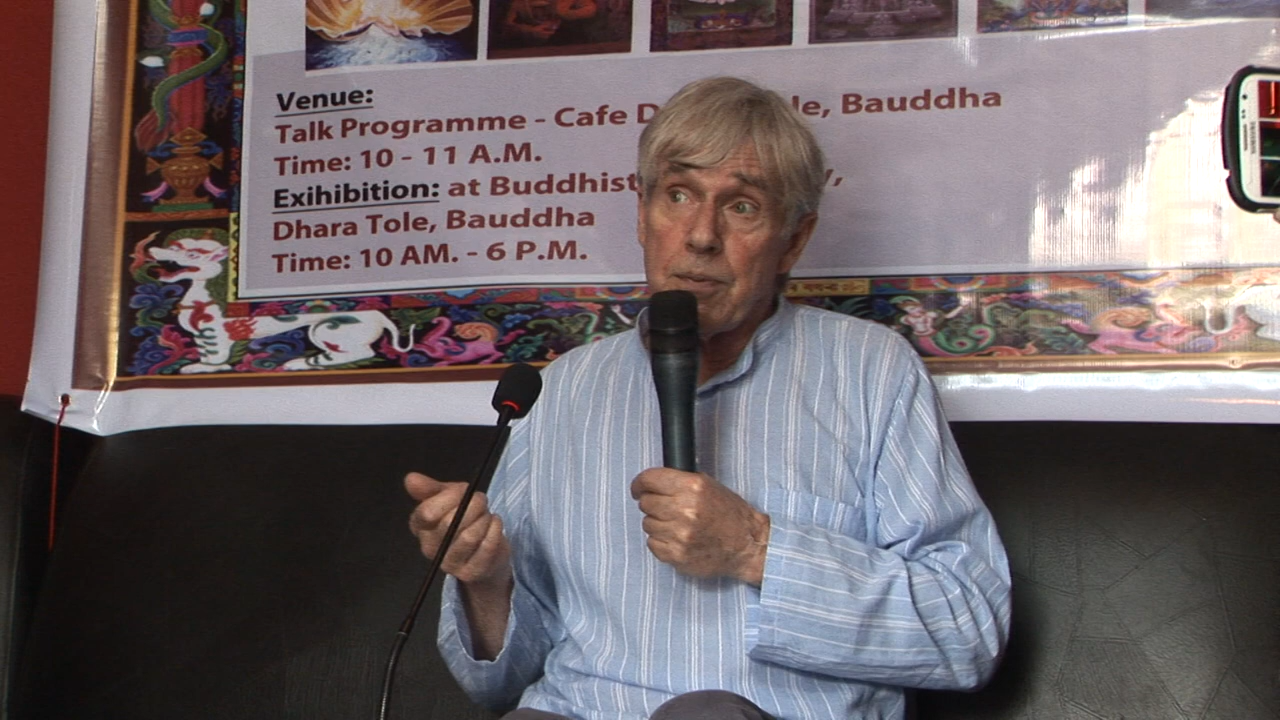 Venue:
Talk Programme - Cafe D le, Bauddha
Time: 10 - 11 A.M.
Exihibition: at Buddhist y,
Dhara Tole, Bauddha
Time: 10 AM. - 6 P.M.